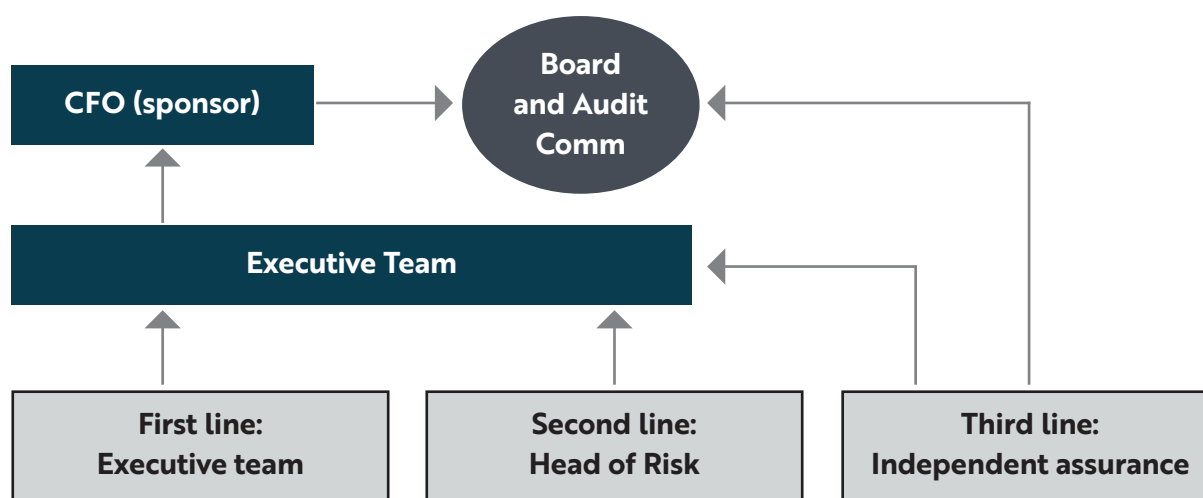 CFO (sponsor)
Board
and Audit
Comm
Executive Team
First line:
Executive team
Second line:
Head of Risk
Third line:
Independent assurance